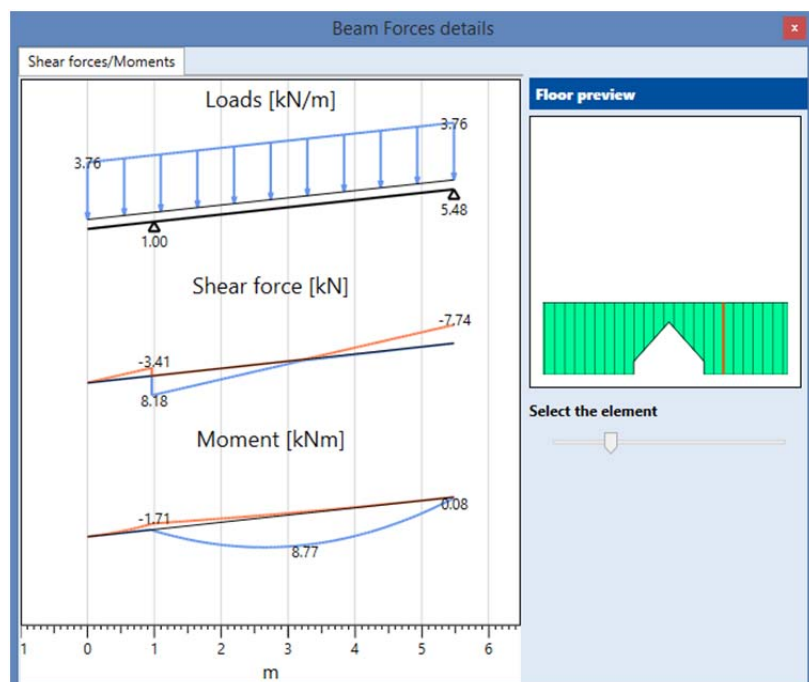 Beam Forces details
x
Shear forces/Moments
Loads [kN/m]
3.76
3.76
1.00
5.48
Shear force [kN]
-3.41
-7.74
8.18
Moment [kNm]
-1.71
0.08
8.77
1 0 1 2 3 4 5 6
m
Floor preview
Select the element